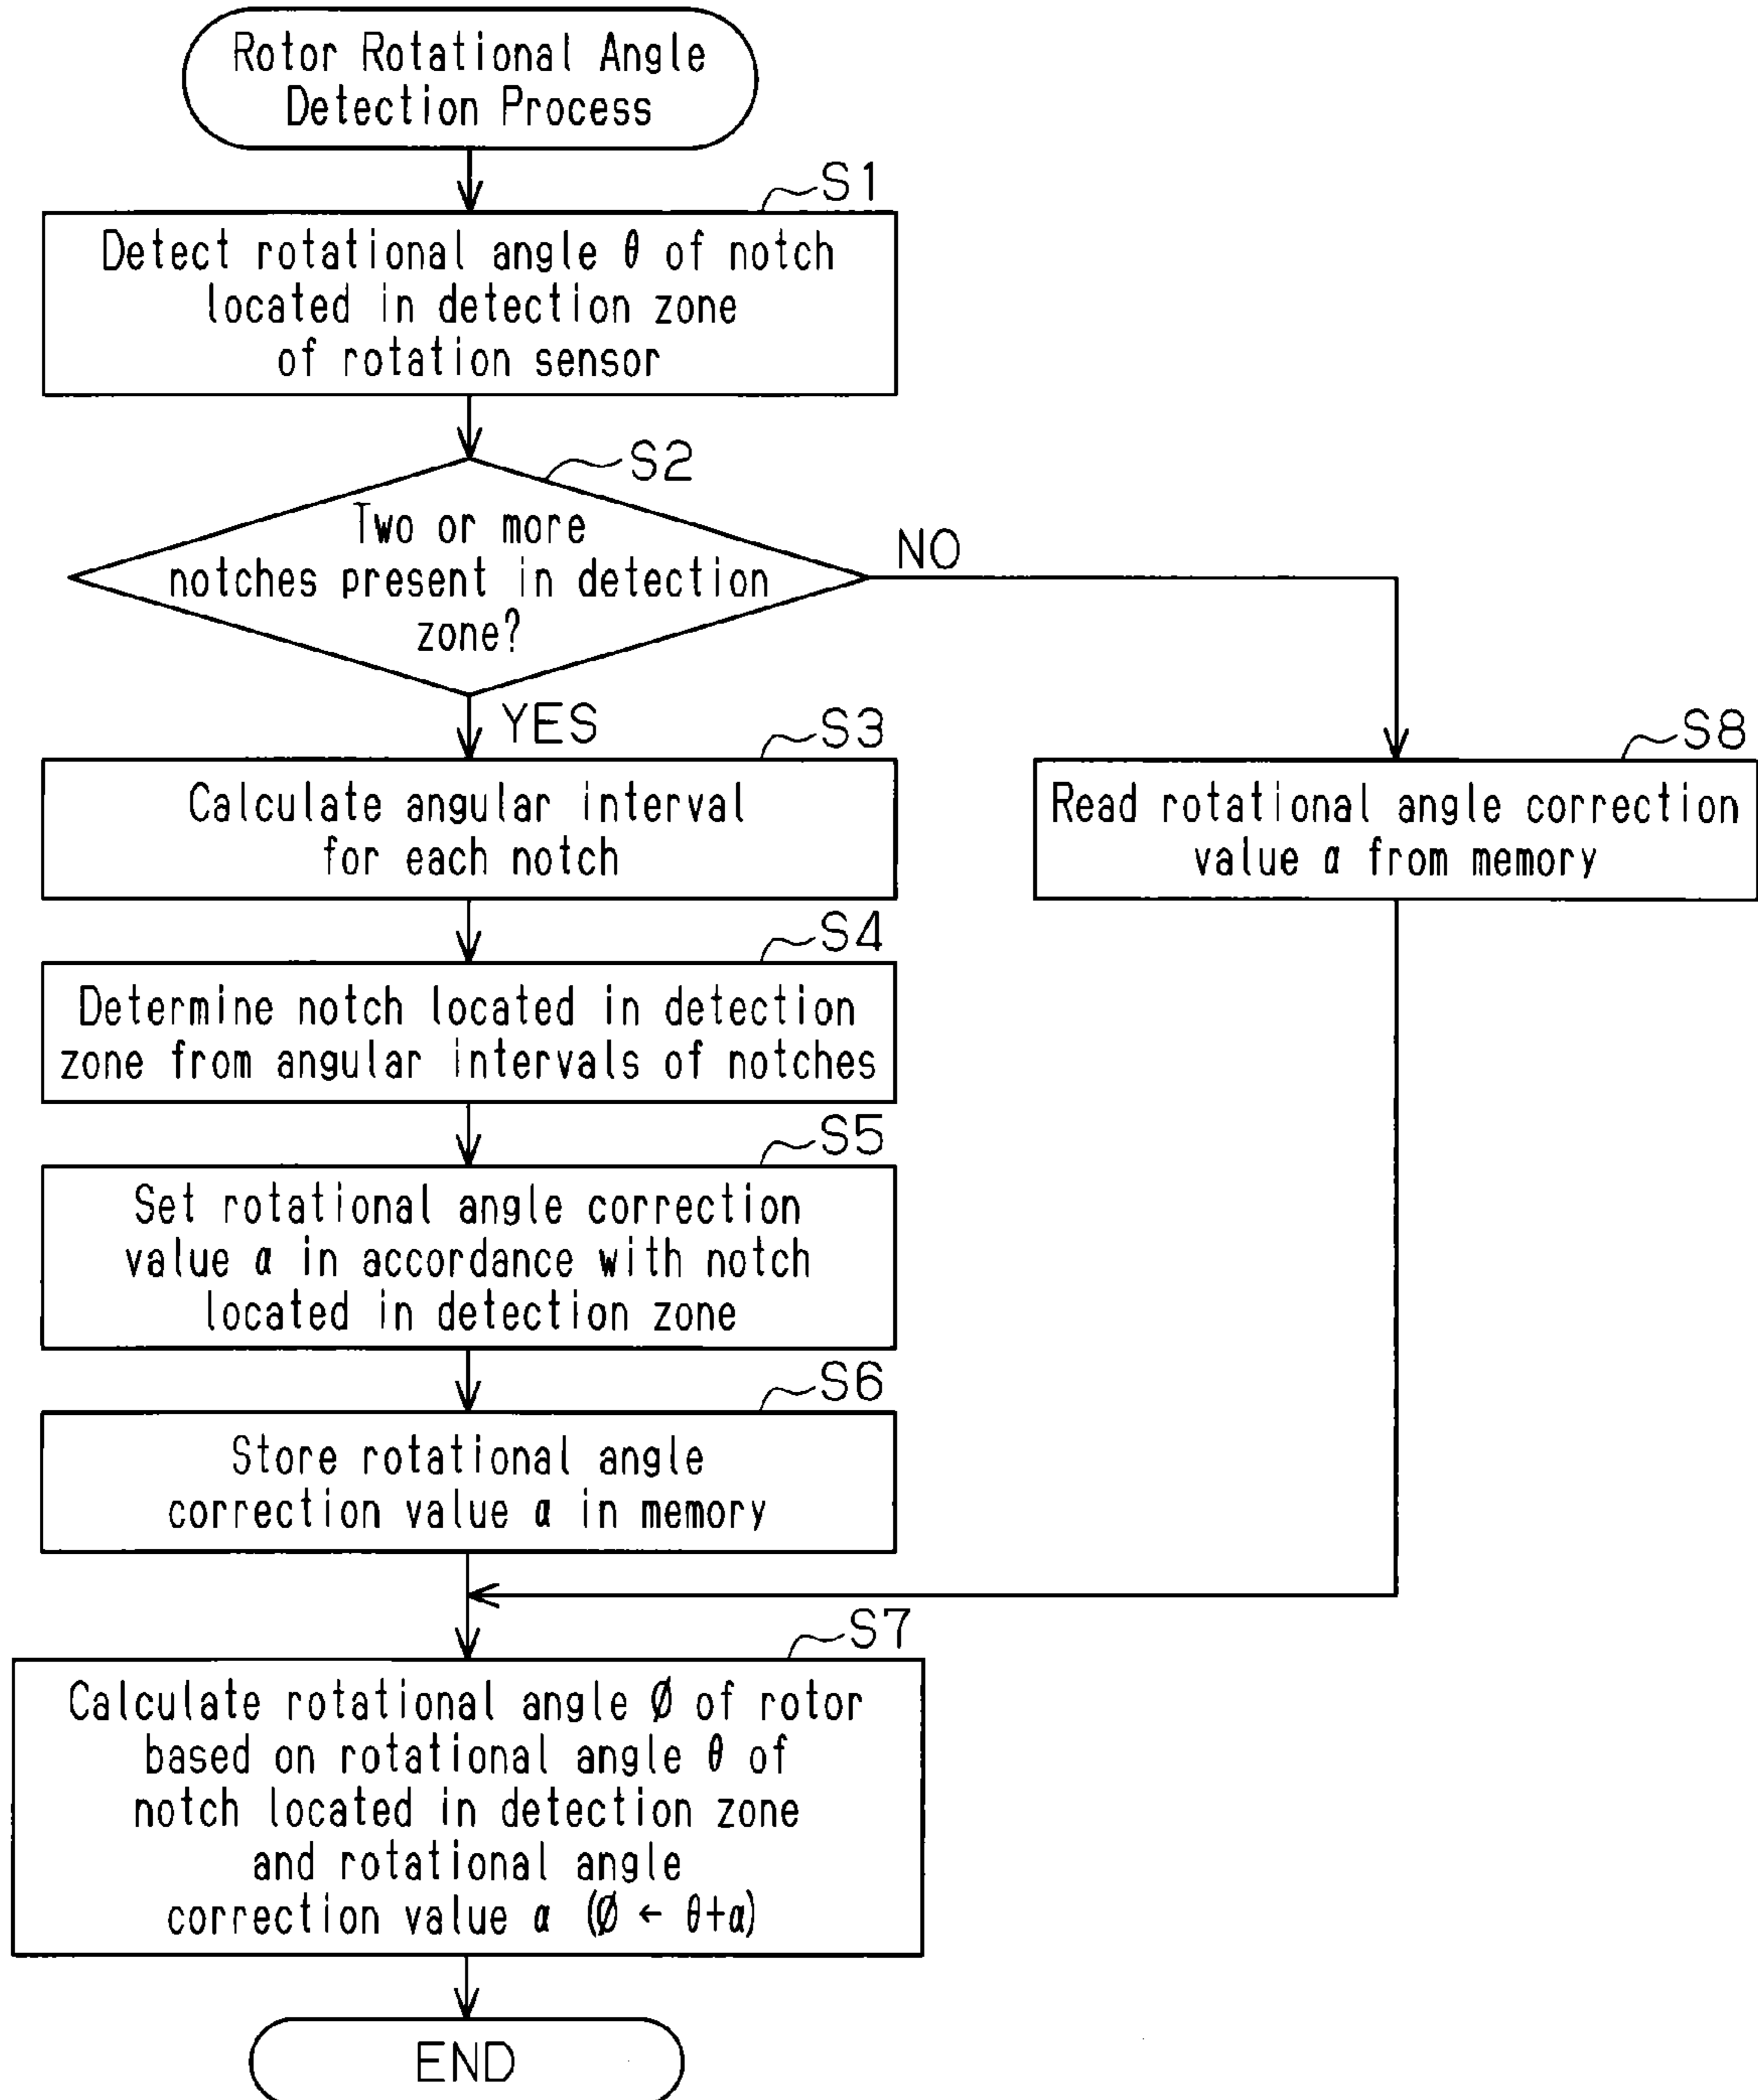 Rotor Rotational Angle
Detection Process
S1
Detect rotational angle θ of notch
located in detection zone
of rotation sensor
S2
Two or more
notches present in detection
zone?
NO
YES
S3
Calculate angular interval
for each notch
S8
Read rotational angle correction
value α from memory
S4
Determine notch located in detection
zone from angular intervals of notches
S5
Set rotational angle correction
value α in accordance with notch
located in detection zone
S6
Store rotational angle
correction value α in memory
S7
Calculate rotational angle Ø of rotor
based on rotational angle θ of
notch located in detection zone
and rotational angle
correction value α (Ø ← θ+α)
END